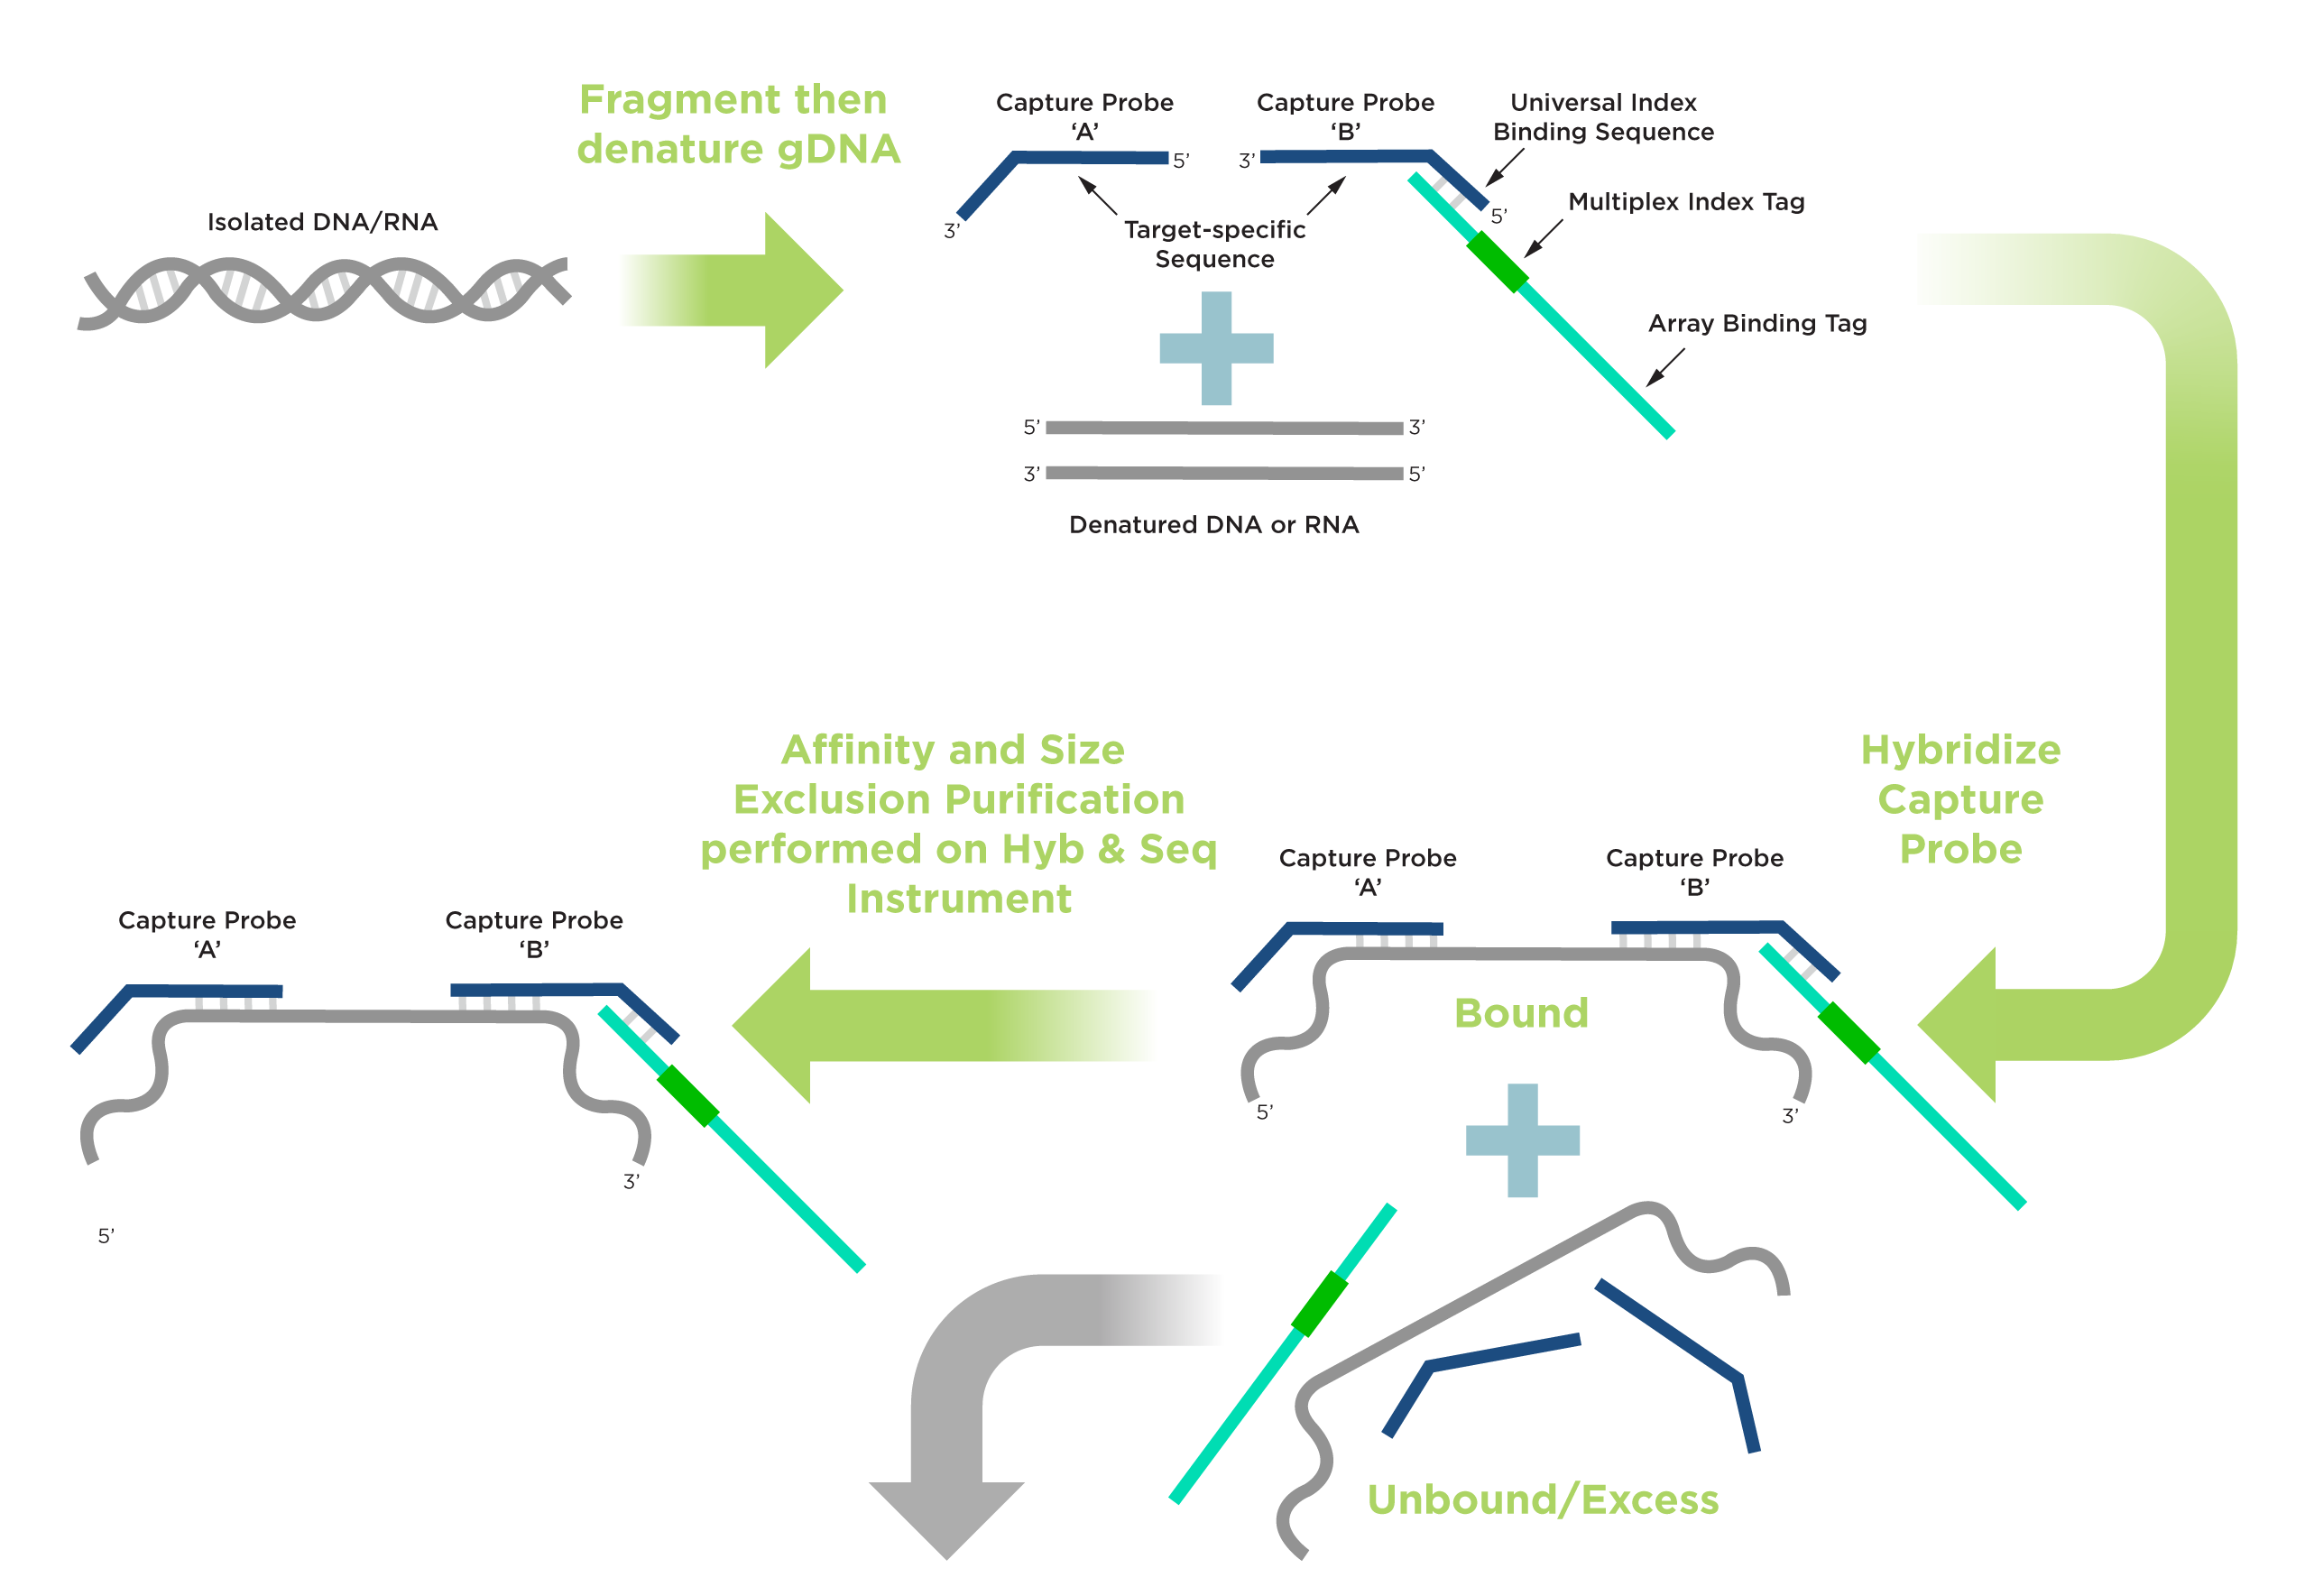 Fragment then
denature gDNA
Isolated DNA/RNA
Capture Probe
‘A’
Capture Probe
‘B’
Universal Index
Binding Sequence
5’
3’
3’
5’
Multiplex Index Tag
Target-specific
Sequence
Array Binding Tag
5’
3’
3’
5’
Denatured DNA or RNA
Hybridize
Capture
Probe
Capture Probe
‘A’
Capture Probe
‘B’
Bound
5’
3’
Unbound/Excess
Affinity and Size
Exclusion Purification
performed on Hyb & Seq
Instrument
Capture Probe
‘A’
Capture Probe
‘B’
3’
5’